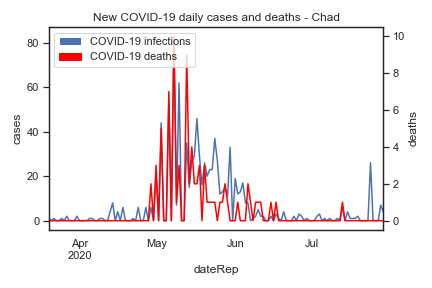 New COVID-19 daily cases and deaths - Chad
COVID-19 infections
COVID-19 deaths
cases
80
60
40
20
0
deaths
10
8
6
4
2
0
Apr
2020
May
Jun
Jul
dateRep